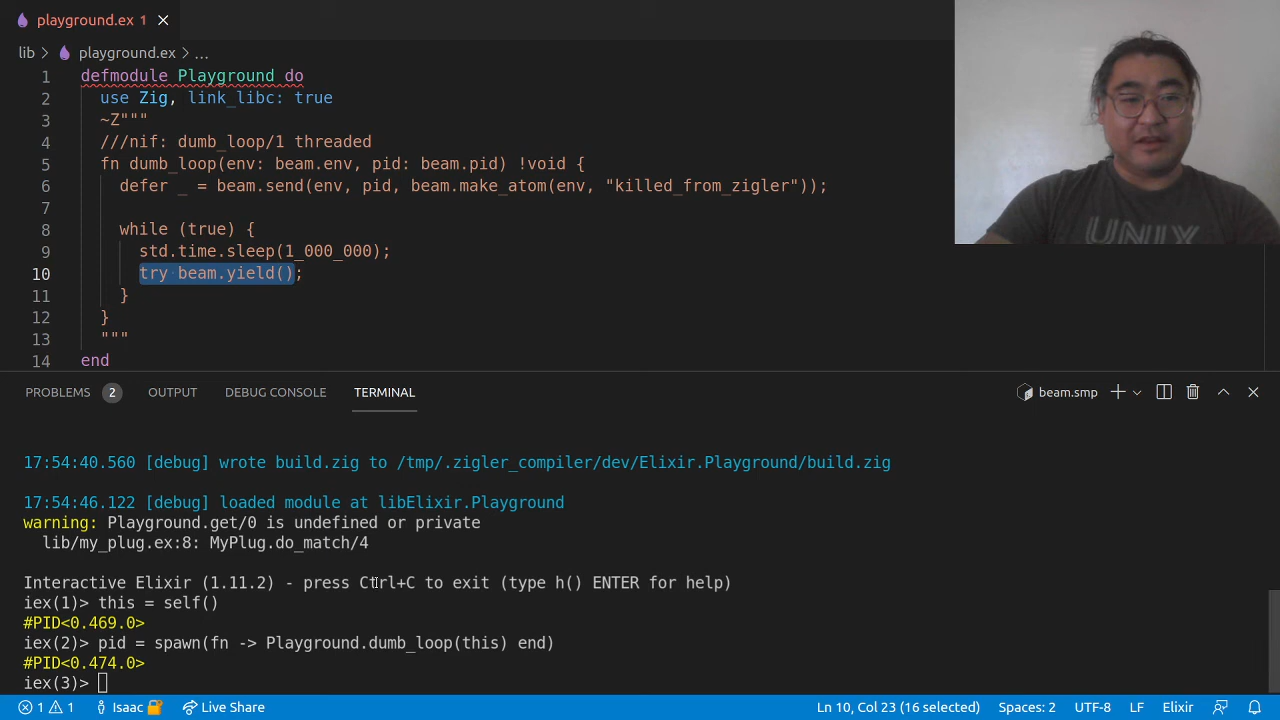 playground.ex 1
lib > playground.ex > ...
1 defmodule Playground do
2 use Zig, link_libc: true
3 ~Z"""
4 ///nif: dumb_loop/1 threaded
5 fn dumb_loop(env: beam.env, pid: beam.pid) !void {
6 defer _ = beam.send(env, pid, beam.make_atom(env, "killed_from_zigler"));
7
8 while (true) {
9 std.time.sleep(1_000_000);
10 try beam.yield();
11 }
12 }
13 """
14 end
UNIX
PROBLEMS 2 OUTPUT DEBUG CONSOLE TERMINAL beam.smp
17:54:40.560 [debug] wrote build.zig to /tmp/.zigler_compiler/dev/Elixir.Playground/build.zig
17:54:46.122 [debug] loaded module at libElixir.Playground
warning: Playground.get/0 is undefined or private
lib/my_plug.ex:8: MyPlug.do_match/4
Interactive Elixir (1.11.2) - press Ctrl+C to exit (type h() ENTER for help)
iex(1)> this = self()
#PID<0.469.0>
iex(2)> pid = spawn(fn -> Playground.dumb_loop(this) end)
#PID<0.474.0>
iex(3)>
1 1 Isaac Live Share Ln 10, Col 23 (16 selected) Spaces: 2 UTF-8 LF Elixir